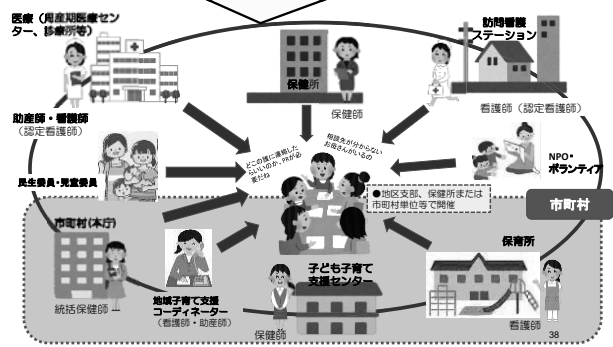 医療（周産期医療セン
ター、診療所等）
訪問看護
ステーション
保健所
保健師
看護師（認定看護師）
助産師・看護師
（認定看護師）
どこの課に連絡した
らいいのか、PRが必
要だね
相談先が分からない
お母さんがいるの
NPO・
ボランティア
民生委員・児童委員
●地区支部、保健所または
市町村単位等で開催
市町村
市町村(本庁)
保育所
子ども子育て
支援センター
統括保健師
地域子育て支援
コーディネーター
（看護師・助産師）
保健師
看護師
38